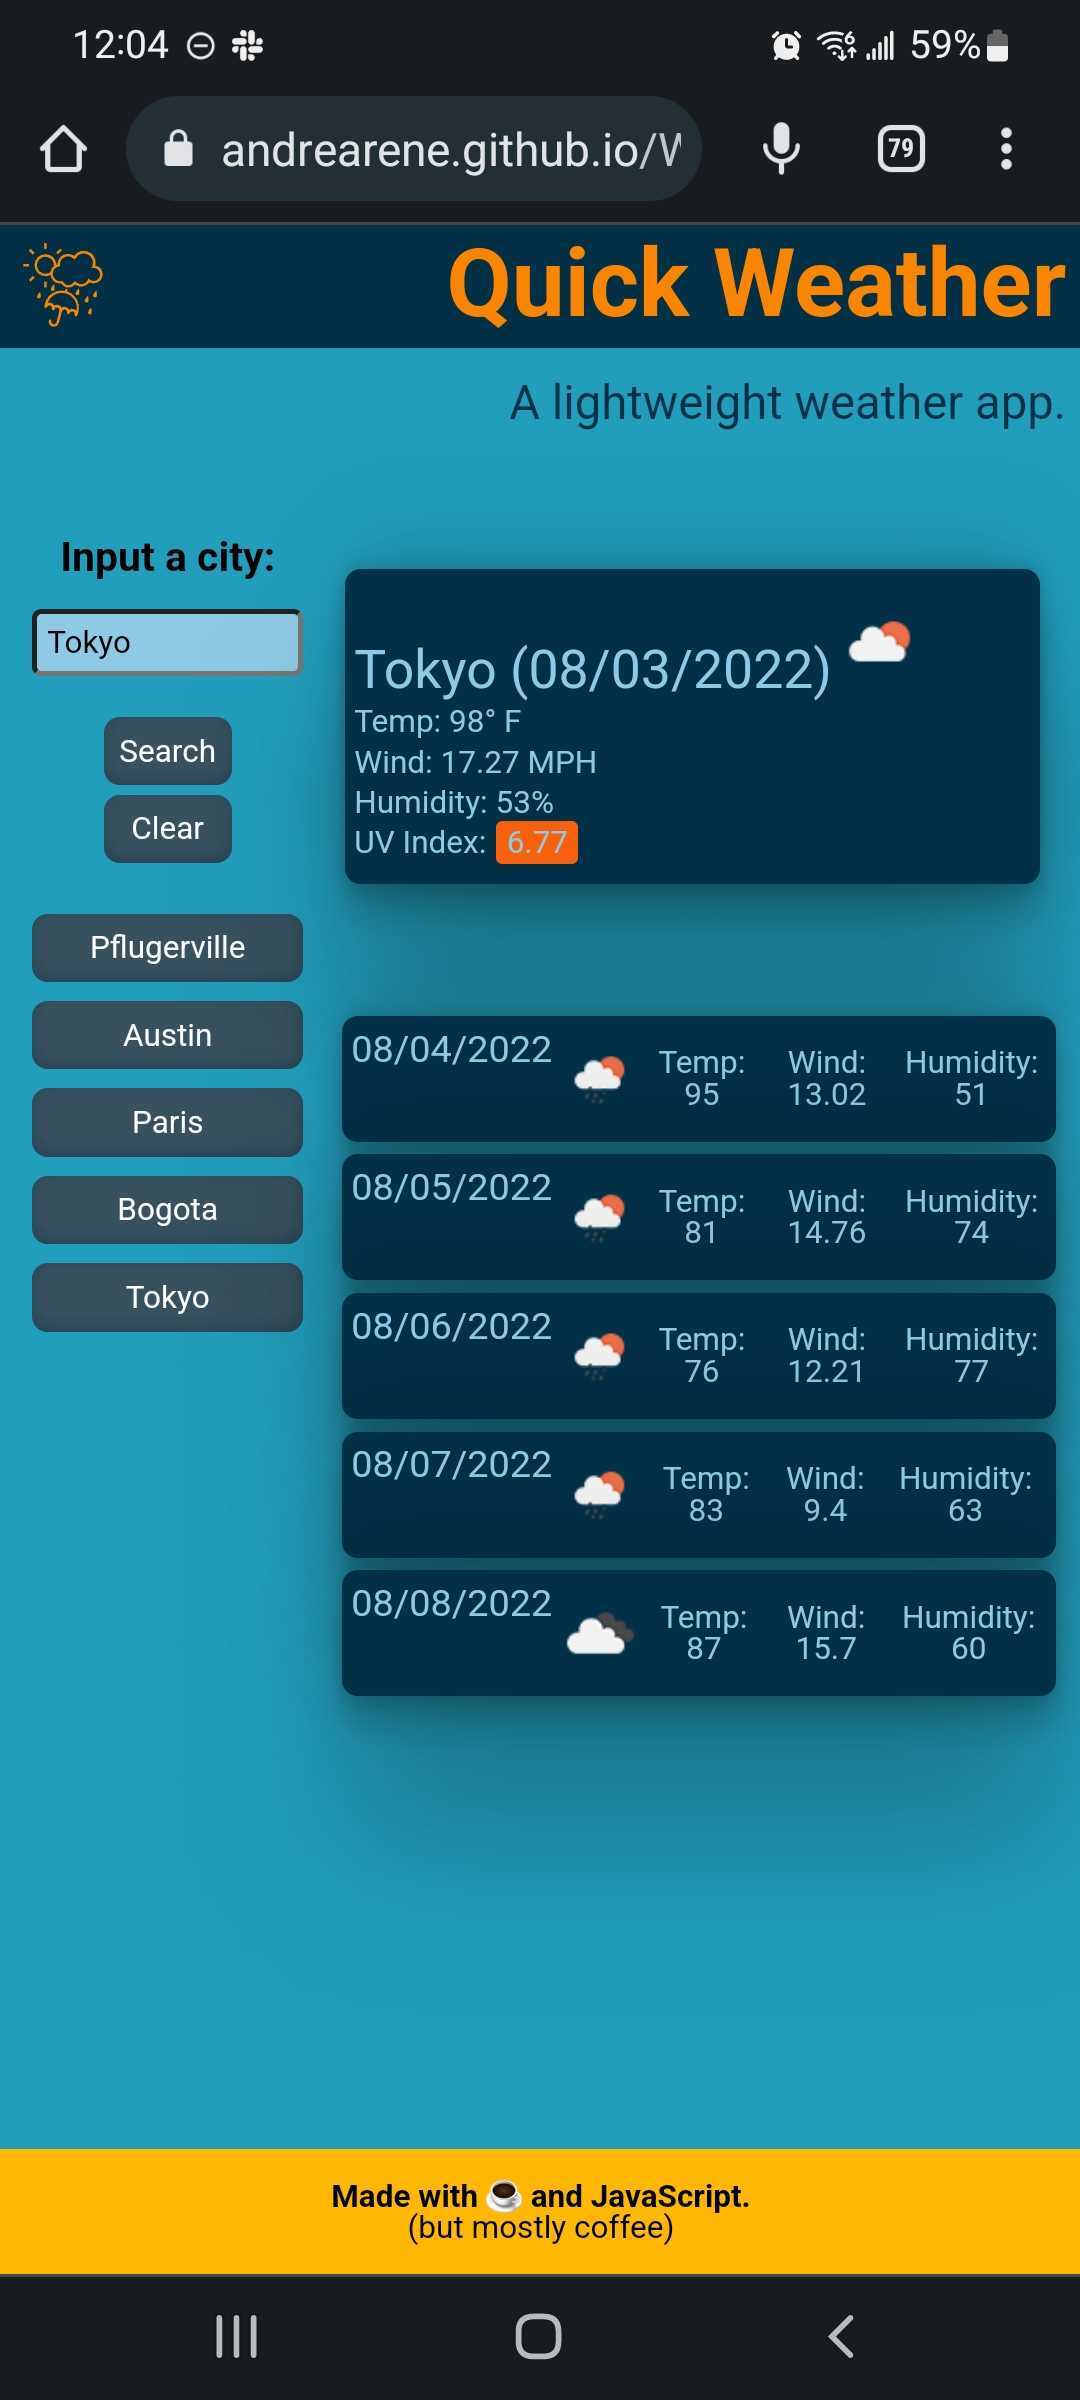 12:04
59%
andrearene.github.io/W
79
Quick Weather
A lightweight weather app.
Input a city:
Tokyo
Search
Clear
Pflugerville
Austin
Paris
Bogota
Tokyo
Tokyo (08/03/2022)
Temp: 98° F
Wind: 17.27 MPH
Humidity: 53%
UV Index: 6.77
08/04/2022
Temp:
95
Wind:
13.02
Humidity:
51
08/05/2022
Temp:
81
Wind:
14.76
Humidity:
74
08/06/2022
Temp:
76
Wind:
12.21
Humidity:
77
08/07/2022
Temp:
83
Wind:
9.4
Humidity:
63
08/08/2022
Temp:
87
Wind:
15.7
Humidity:
60
Made with ☕ and JavaScript.
(but mostly coffee)